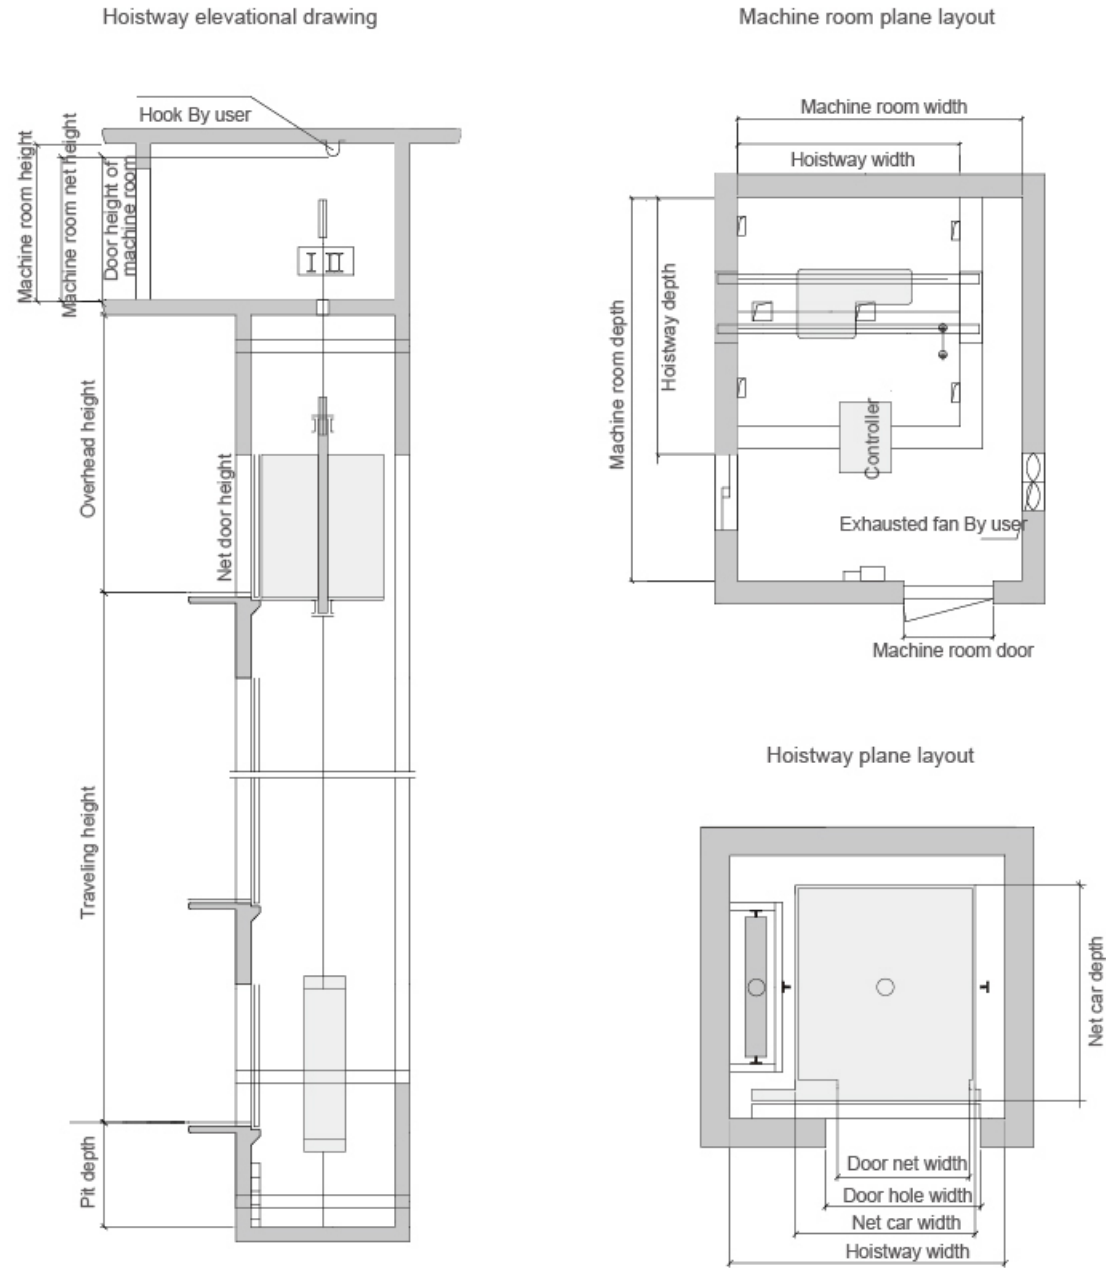 Hoistway elevational drawing
Hook By user
Machine room height
Machine room net height
Door height of
machine room
I II
Overhead height
Net door height
Traveling height
Pit depth
Machine room plane layout
Machine room width
Hoistway width
Machine room depth
Hoistway depth
Controller
Exhausted fan By user
Machine room door
Hoistway plane layout
Net car depth
Door net width
Door hole width
Net car width
Hoistway width